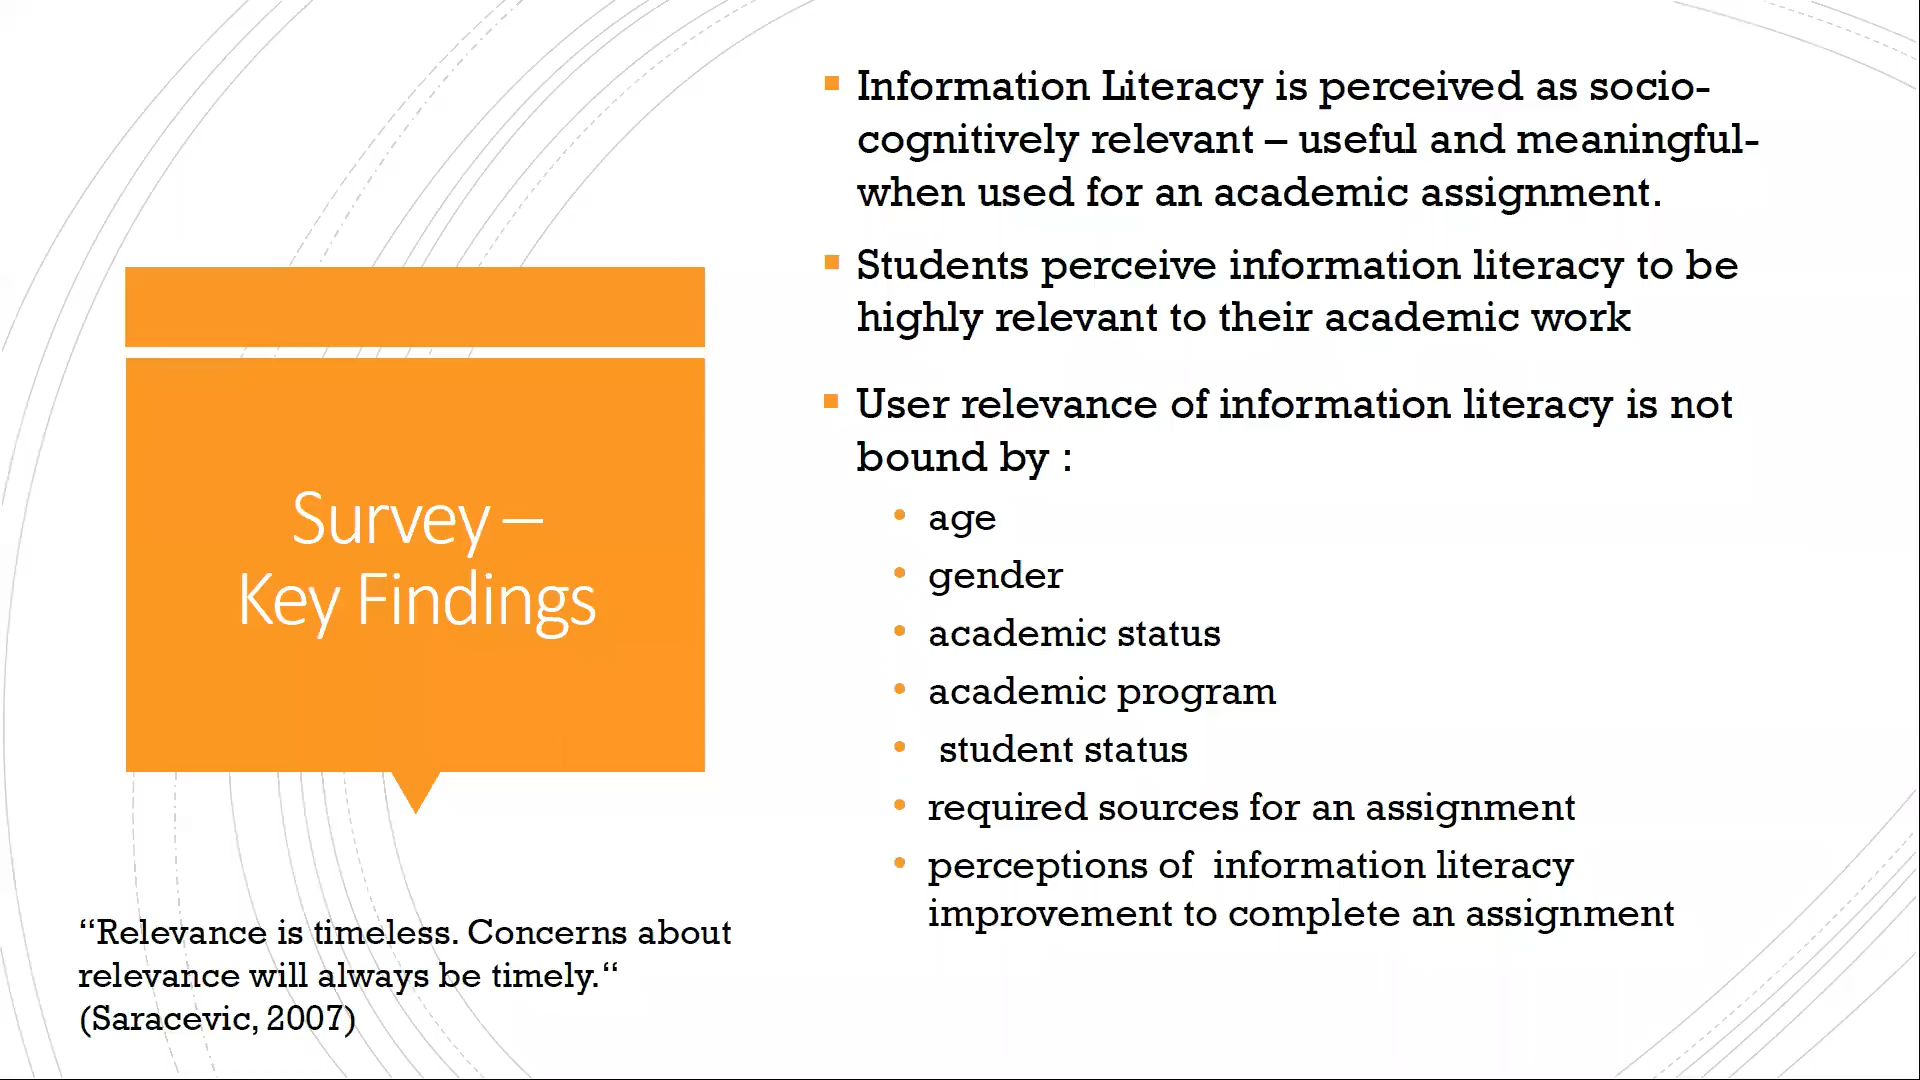 Survey –
Key Findings
“Relevance is timeless. Concerns about
relevance will always be timely.“
(Saracevic, 2007)
Information Literacy is perceived as socio-
cognitively relevant – useful and meaningful-
when used for an academic assignment.
Students perceive information literacy to be
highly relevant to their academic work
User relevance of information literacy is not
bound by :
age
gender
academic status
academic program
student status
required sources for an assignment
perceptions of  information literacy
improvement to complete an assignment